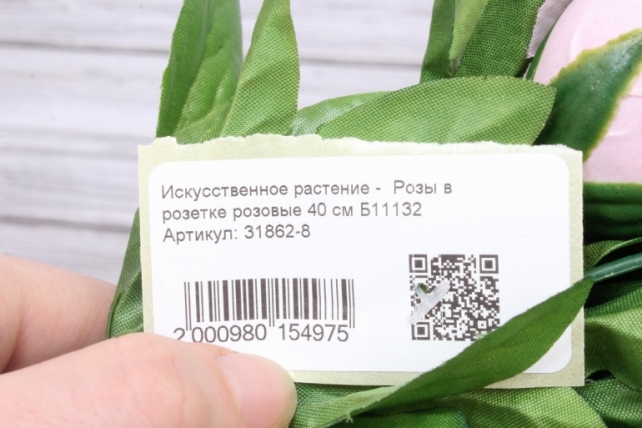 Искусственное растение - Розы в
розетке розовые 40 см Б11132
Артикул: 31862-8
2 000980 154975